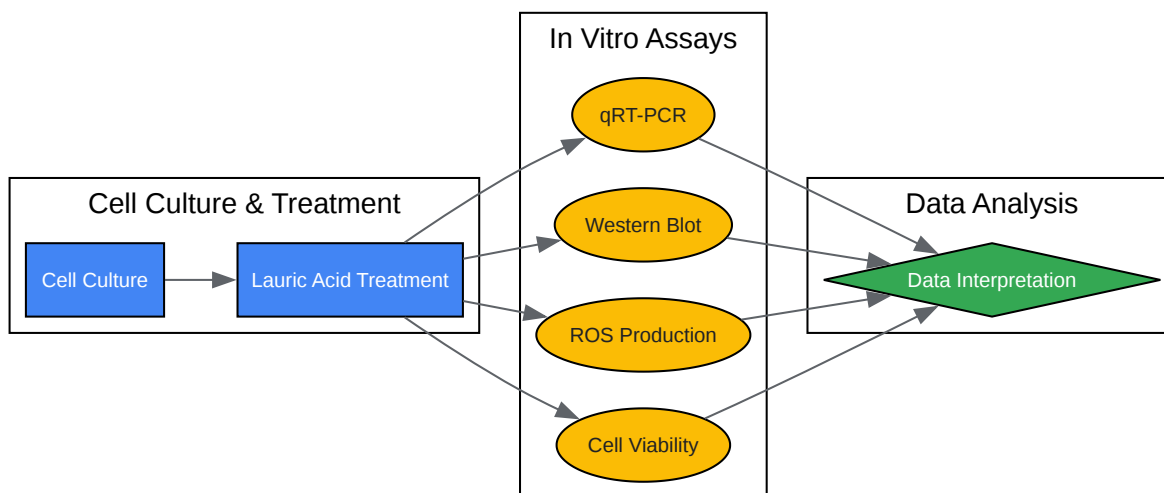 Cell Culture & Treatment
Cell Culture
Lauric Acid Treatment
In Vitro Assays
qRT-PCR
Western Blot
ROS Production
Cell Viability
Data Analysis
Data Interpretation